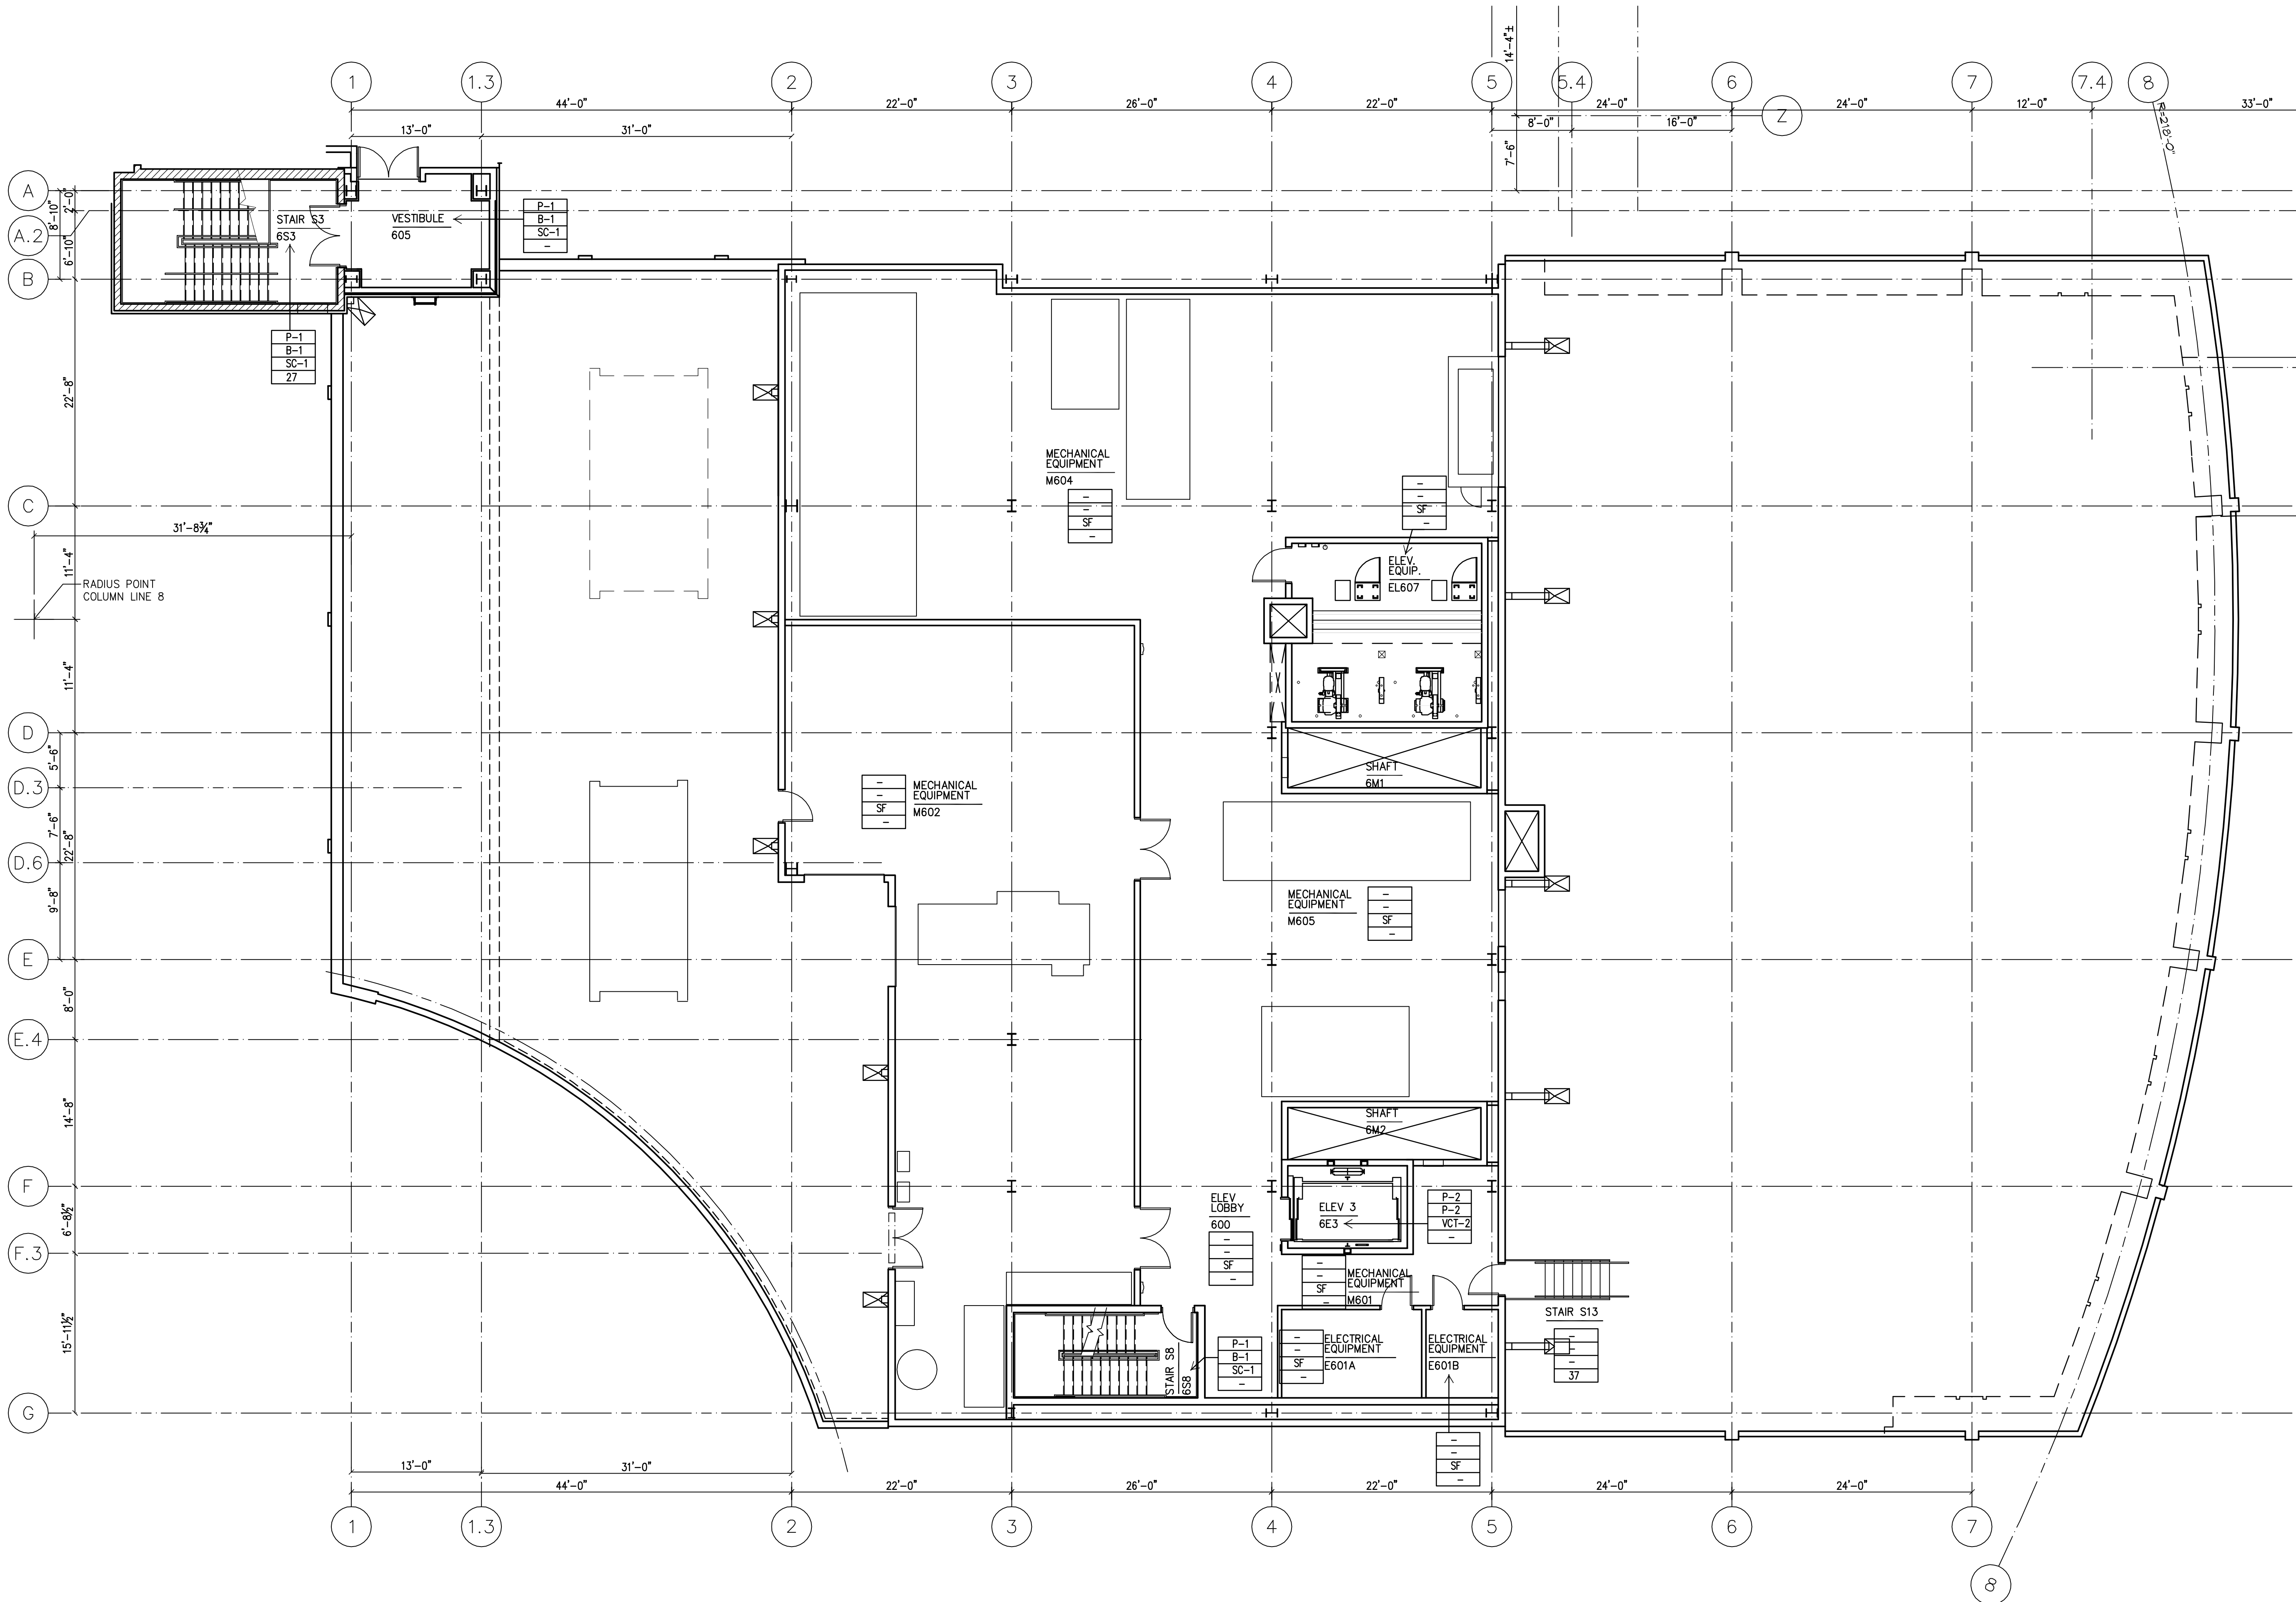 14'-4"±
1
1.3
2
3
4
5
5.4
6
7
7.4
8
44'-0"
22'-0"
26'-0"
22'-0"
24'-0"
24'-0"
12'-0"
33'-0"
R=218'-0"
13'-0"
31'-0"
8'-0"
16'-0"
Z
7'-6"
A
A.2
B
C
D
D.3
D.6
E
E.4
F
F.3
G
2'-0"
8'-10"
6'-10"
22'-8"
11'-4"
11'-4"
5'-6"
7'-6"
22'-8"
9'-8"
8'-0"
14'-8"
6'-8½"
15'-11½"
31'-8¾"
RADIUS POINT
COLUMN LINE 8
STAIR S3
6S3
P-1
B-1
SC-1
27
VESTIBULE
605
P-1
B-1
SC-1
-
MECHANICAL
EQUIPMENT
M604
-
-
SF
-
-
-
SF
-
ELEV.
EQUIP.
EL607
SHAFT
6M1
-
-
SF
-
MECHANICAL
EQUIPMENT
M602
MECHANICAL
EQUIPMENT
M605
-
-
SF
-
SHAFT
6M2
ELEV
LOBBY
600
-
-
SF
-
ELEV 3
6E3
P-2
P-2
VCT-2
-
-
-
SF
-
MECHANICAL
EQUIPMENT
M601
STAIR S8
6S8
P-1
B-1
SC-1
-
-
-
SF
-
ELECTRICAL
EQUIPMENT
E601A
ELECTRICAL
EQUIPMENT
E601B
-
-
SF
-
STAIR S13
-
-
-
37
13'-0"
31'-0"
44'-0"
22'-0"
26'-0"
22'-0"
24'-0"
24'-0"
1
1.3
2
3
4
5
6
7
8